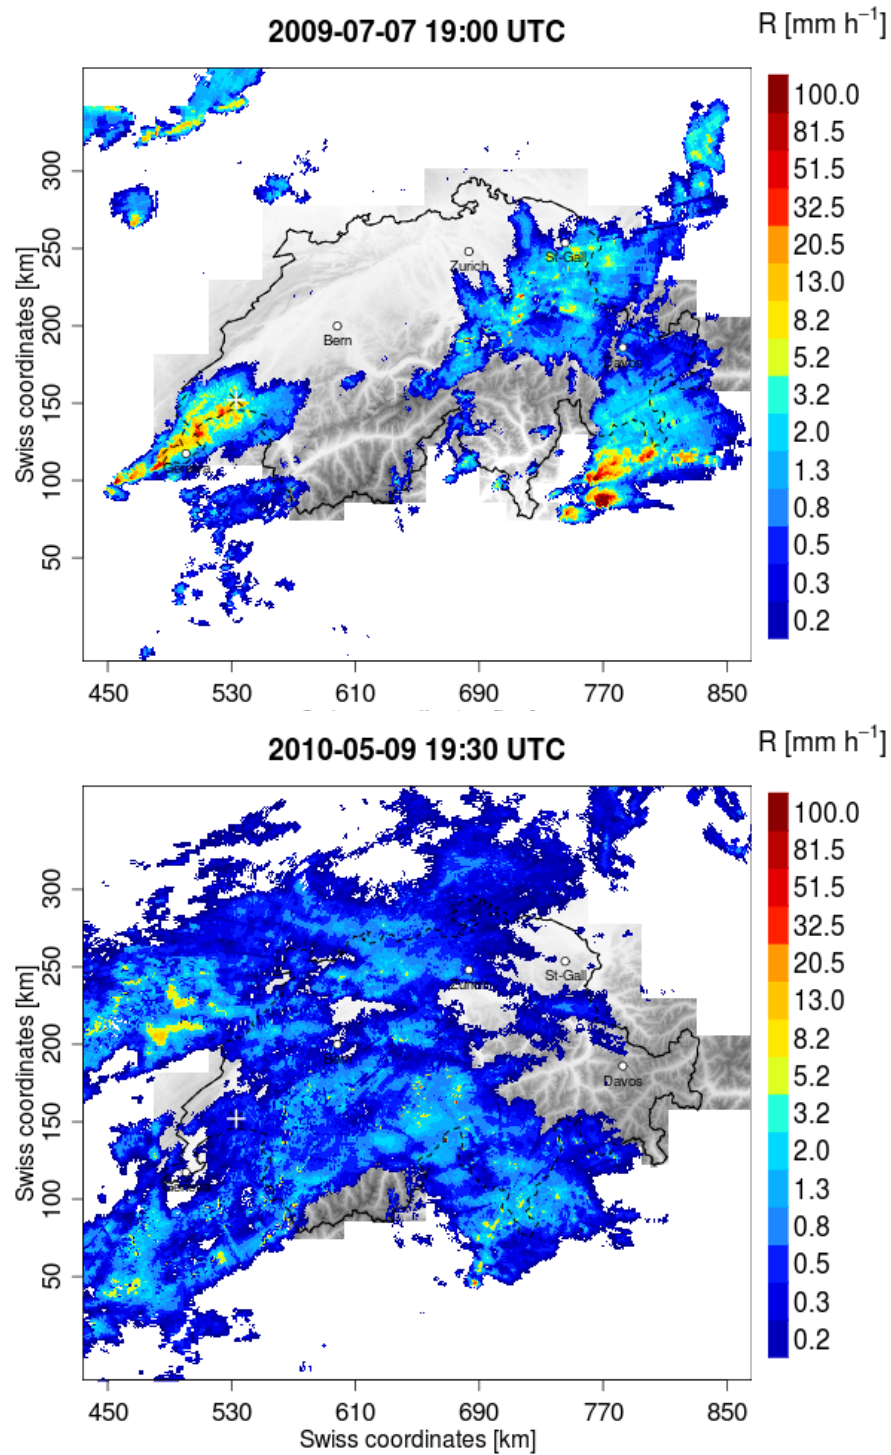 2009-07-07 19:00 UTC
R [mm h⁻¹]
100.0
81.5
51.5
32.5
20.5
13.0
8.2
5.2
3.2
2.0
1.3
0.8
0.5
0.3
0.2
Swiss coordinates [km]
300
250
200
150
100
50
St-Gall
Zurich
Bern
450 530 610 690 770 850
2010-05-09 19:30 UTC
R [mm h⁻¹]
100.0
81.5
51.5
32.5
20.5
13.0
8.2
5.2
3.2
2.0
1.3
0.8
0.5
0.3
0.2
Swiss coordinates [km]
300
250
200
150
100
50
St-Gall
Zurich
Bern
Davos
450 530 610 690 770 850
Swiss coordinates [km]